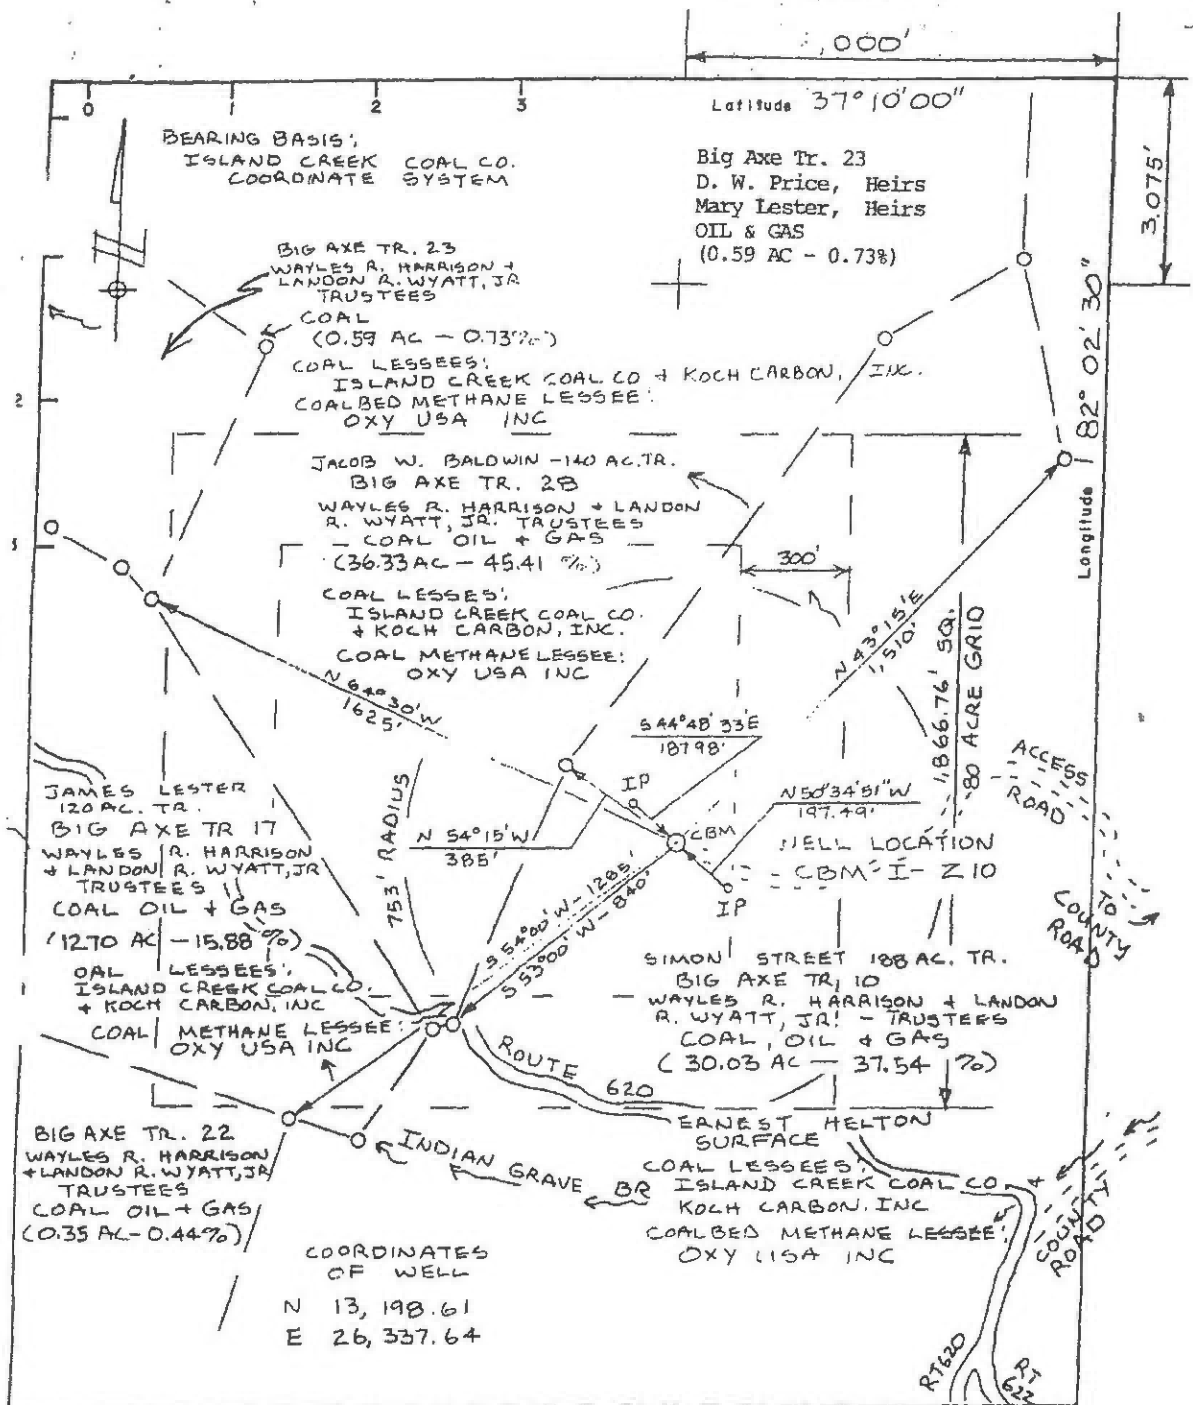 ,000'
0 1 2 3
Latitude 37°10'00"
3.075'
BEARING BASIS:
ISLAND CREEK COAL CO.
COORDINATE SYSTEM
Big Axe Tr. 23
D. W. Price, Heirs
Mary Lester, Heirs
OIL & GAS
(0.59 AC - 0.73%)
BIG AXE TR. 23
WAYLES R. HARRISON +
LANDON R. WYATT, JR
TRUSTEES
COAL
(0.59 AC - 0.73%)
COAL LESSEES:
ISLAND CREEK COAL CO + KOCH CARBON, INC.
COALBED METHANE LESSEE:
OXY USA INC
2
Longitude 82° 02' 30"
JACOB W. BALDWIN - 140 AC. TR.
BIG AXE TR. 28
WAYLES R. HARRISON + LANDON
R. WYATT, JR. TRUSTEES
COAL OIL + GAS
(36.33 AC - 45.41 %)
COAL LESSES:
ISLAND CREEK COAL CO.
+ KOCH CARBON, INC.
COAL METHANE LESSEE:
OXY USA INC
300'
N 43°15'E
1,510'
1,866.76' SQ.
80 ACRE GRID
N 64°30'W
1625'
S 44°48'33"E
187.98'
IP
N50°34'51"W
197.49'
CBM
WELL LOCATION
CBM-I-Z10
IP
N 54°15'W
385'
753' RADIUS
S 54°00'W-1285'
S 53°00'W-840'
ACCESS
ROAD
TO
COUNTY
ROAD
JAMES LESTER
120 AC. TR.
BIG AXE TR 17
WAYLES R. HARRISON
+ LANDON R. WYATT, JR
TRUSTEES
COAL OIL + GAS
(12.70 AC - 15.88 %)
OAL LESSEES:
ISLAND CREEK COAL CO.
+ KOCH CARBON, INC
COAL METHANE LESSEE:
OXY USA INC
SIMON STREET 188 AC. TR.
BIG AXE TR, 10
WAYLES R. HARRISON + LANDON
R. WYATT, JR. - TRUSTEES
COAL, OIL + GAS
(30.03 AC - 37.54 %)
ROUTE 620
ERNEST HELTON
SURFACE
COAL LESSEES:
ISLAND CREEK COAL CO +
KOCH CARBON, INC
COALBED METHANE LESSEE:
OXY USA INC
INDIAN GRAVE BR
COUNTY
ROAD
BIG AXE TR. 22
WAYLES R. HARRISON
+ LANDON R. WYATT, JR
TRUSTEES
COAL OIL + GAS
(0.35 AC - 0.44%)
COORDINATES
OF WELL
N 13,198.61
E 26,337.64
RT620
RT
622